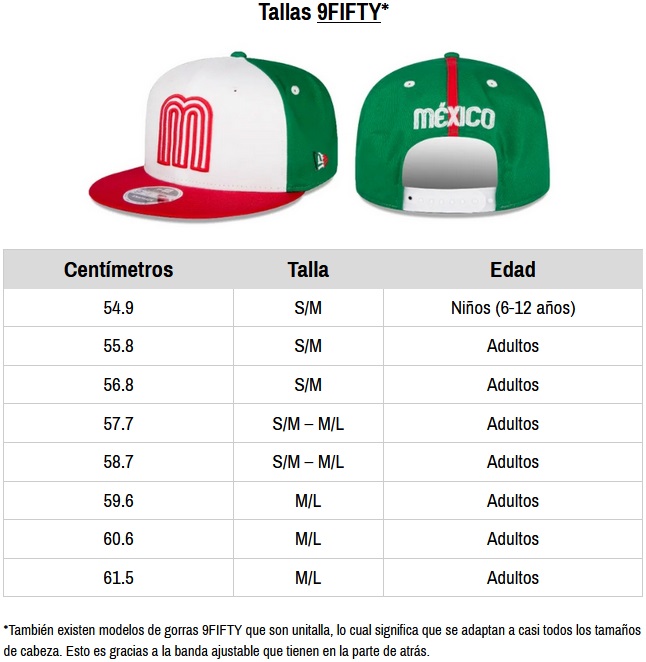 Tallas 9FIFTY*
MÉXICO
Centímetros Talla Edad
54.9 S/M Niños (6-12 años)
55.8 S/M Adultos
56.8 S/M Adultos
57.7 S/M – M/L Adultos
58.7 S/M – M/L Adultos
59.6 M/L Adultos
60.6 M/L Adultos
61.5 M/L Adultos
*También existen modelos de gorras 9FIFTY que son unitalla, lo cual significa que se adaptan a casi todos los tamaños
de cabeza. Esto es gracias a la banda ajustable que tienen en la parte de atrás.